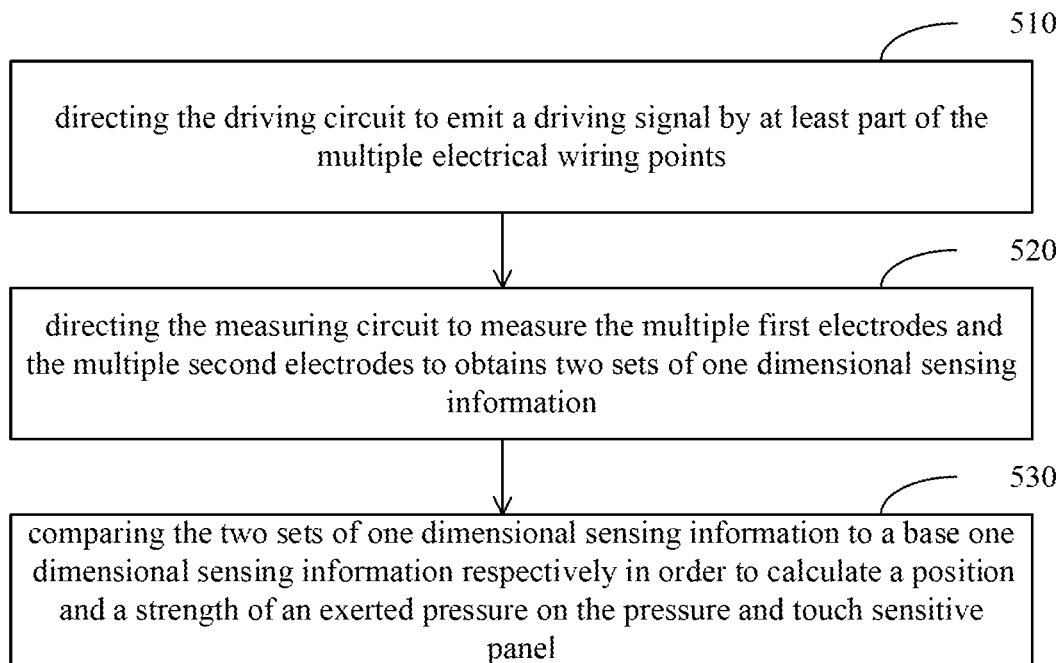 510
directing the driving circuit to emit a driving signal by at least part of the
multiple electrical wiring points
520
directing the measuring circuit to measure the multiple first electrodes and
the multiple second electrodes to obtains two sets of one dimensional sensing
information
530
comparing the two sets of one dimensional sensing information to a base one
dimensional sensing information respectively in order to calculate a position
and a strength of an exerted pressure on the pressure and touch sensitive
panel